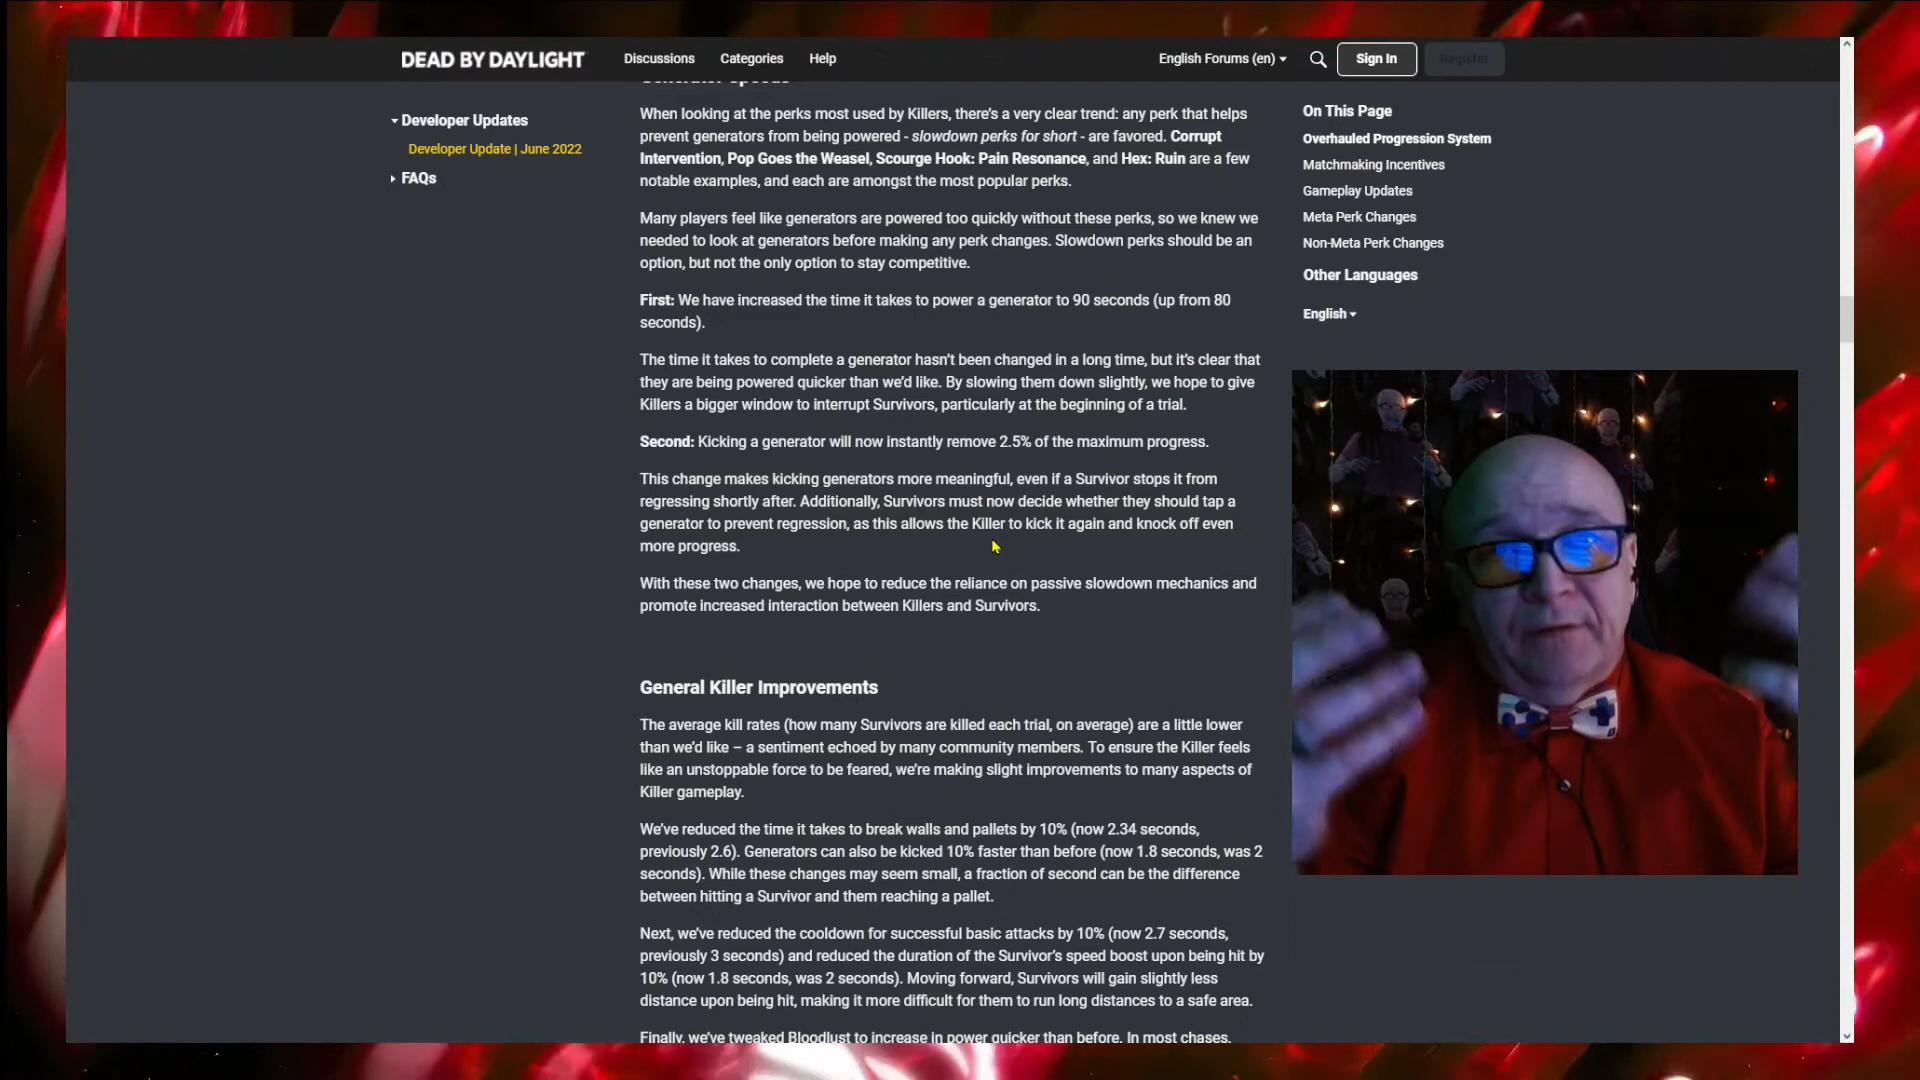 DEAD BY DAYLIGHT
Discussions
Categories
Help
English Forums (en)
Sign In
Register
Developer Updates
Developer Update | June 2022
FAQs
Generator Speeds
When looking at the perks most used by Killers, there's a very clear trend: any perk that helps
prevent generators from being powered - slowdown perks for short - are favored. Corrupt
Intervention, Pop Goes the Weasel, Scourge Hook: Pain Resonance, and Hex: Ruin are a few
notable examples, and each are amongst the most popular perks.
Many players feel like generators are powered too quickly without these perks, so we knew we
needed to look at generators before making any perk changes. Slowdown perks should be an
option, but not the only option to stay competitive.
First: We have increased the time it takes to power a generator to 90 seconds (up from 80
seconds).
The time it takes to complete a generator hasn't been changed in a long time, but it's clear that
they are being powered quicker than we'd like. By slowing them down slightly, we hope to give
Killers a bigger window to interrupt Survivors, particularly at the beginning of a trial.
Second: Kicking a generator will now instantly remove 2.5% of the maximum progress.
This change makes kicking generators more meaningful, even if a Survivor stops it from
regressing shortly after. Additionally, Survivors must now decide whether they should tap a
generator to prevent regression, as this allows the Killer to kick it again and knock off even
more progress.
With these two changes, we hope to reduce the reliance on passive slowdown mechanics and
promote increased interaction between Killers and Survivors.
General Killer Improvements
The average kill rates (how many Survivors are killed each trial, on average) are a little lower
than we'd like – a sentiment echoed by many community members. To ensure the Killer feels
like an unstoppable force to be feared, we're making slight improvements to many aspects of
Killer gameplay.
We've reduced the time it takes to break walls and pallets by 10% (now 2.34 seconds,
previously 2.6). Generators can also be kicked 10% faster than before (now 1.8 seconds, was 2
seconds). While these changes may seem small, a fraction of second can be the difference
between hitting a Survivor and them reaching a pallet.
Next, we've reduced the cooldown for successful basic attacks by 10% (now 2.7 seconds,
previously 3 seconds) and reduced the duration of the Survivor's speed boost upon being hit by
10% (now 1.8 seconds, was 2 seconds). Moving forward, Survivors will gain slightly less
distance upon being hit, making it more difficult for them to run long distances to a safe area.
Finally, we've tweaked Bloodlust to increase in power quicker than before. In most chases,
On This Page
Overhauled Progression System
Matchmaking Incentives
Gameplay Updates
Meta Perk Changes
Non-Meta Perk Changes
Other Languages
English